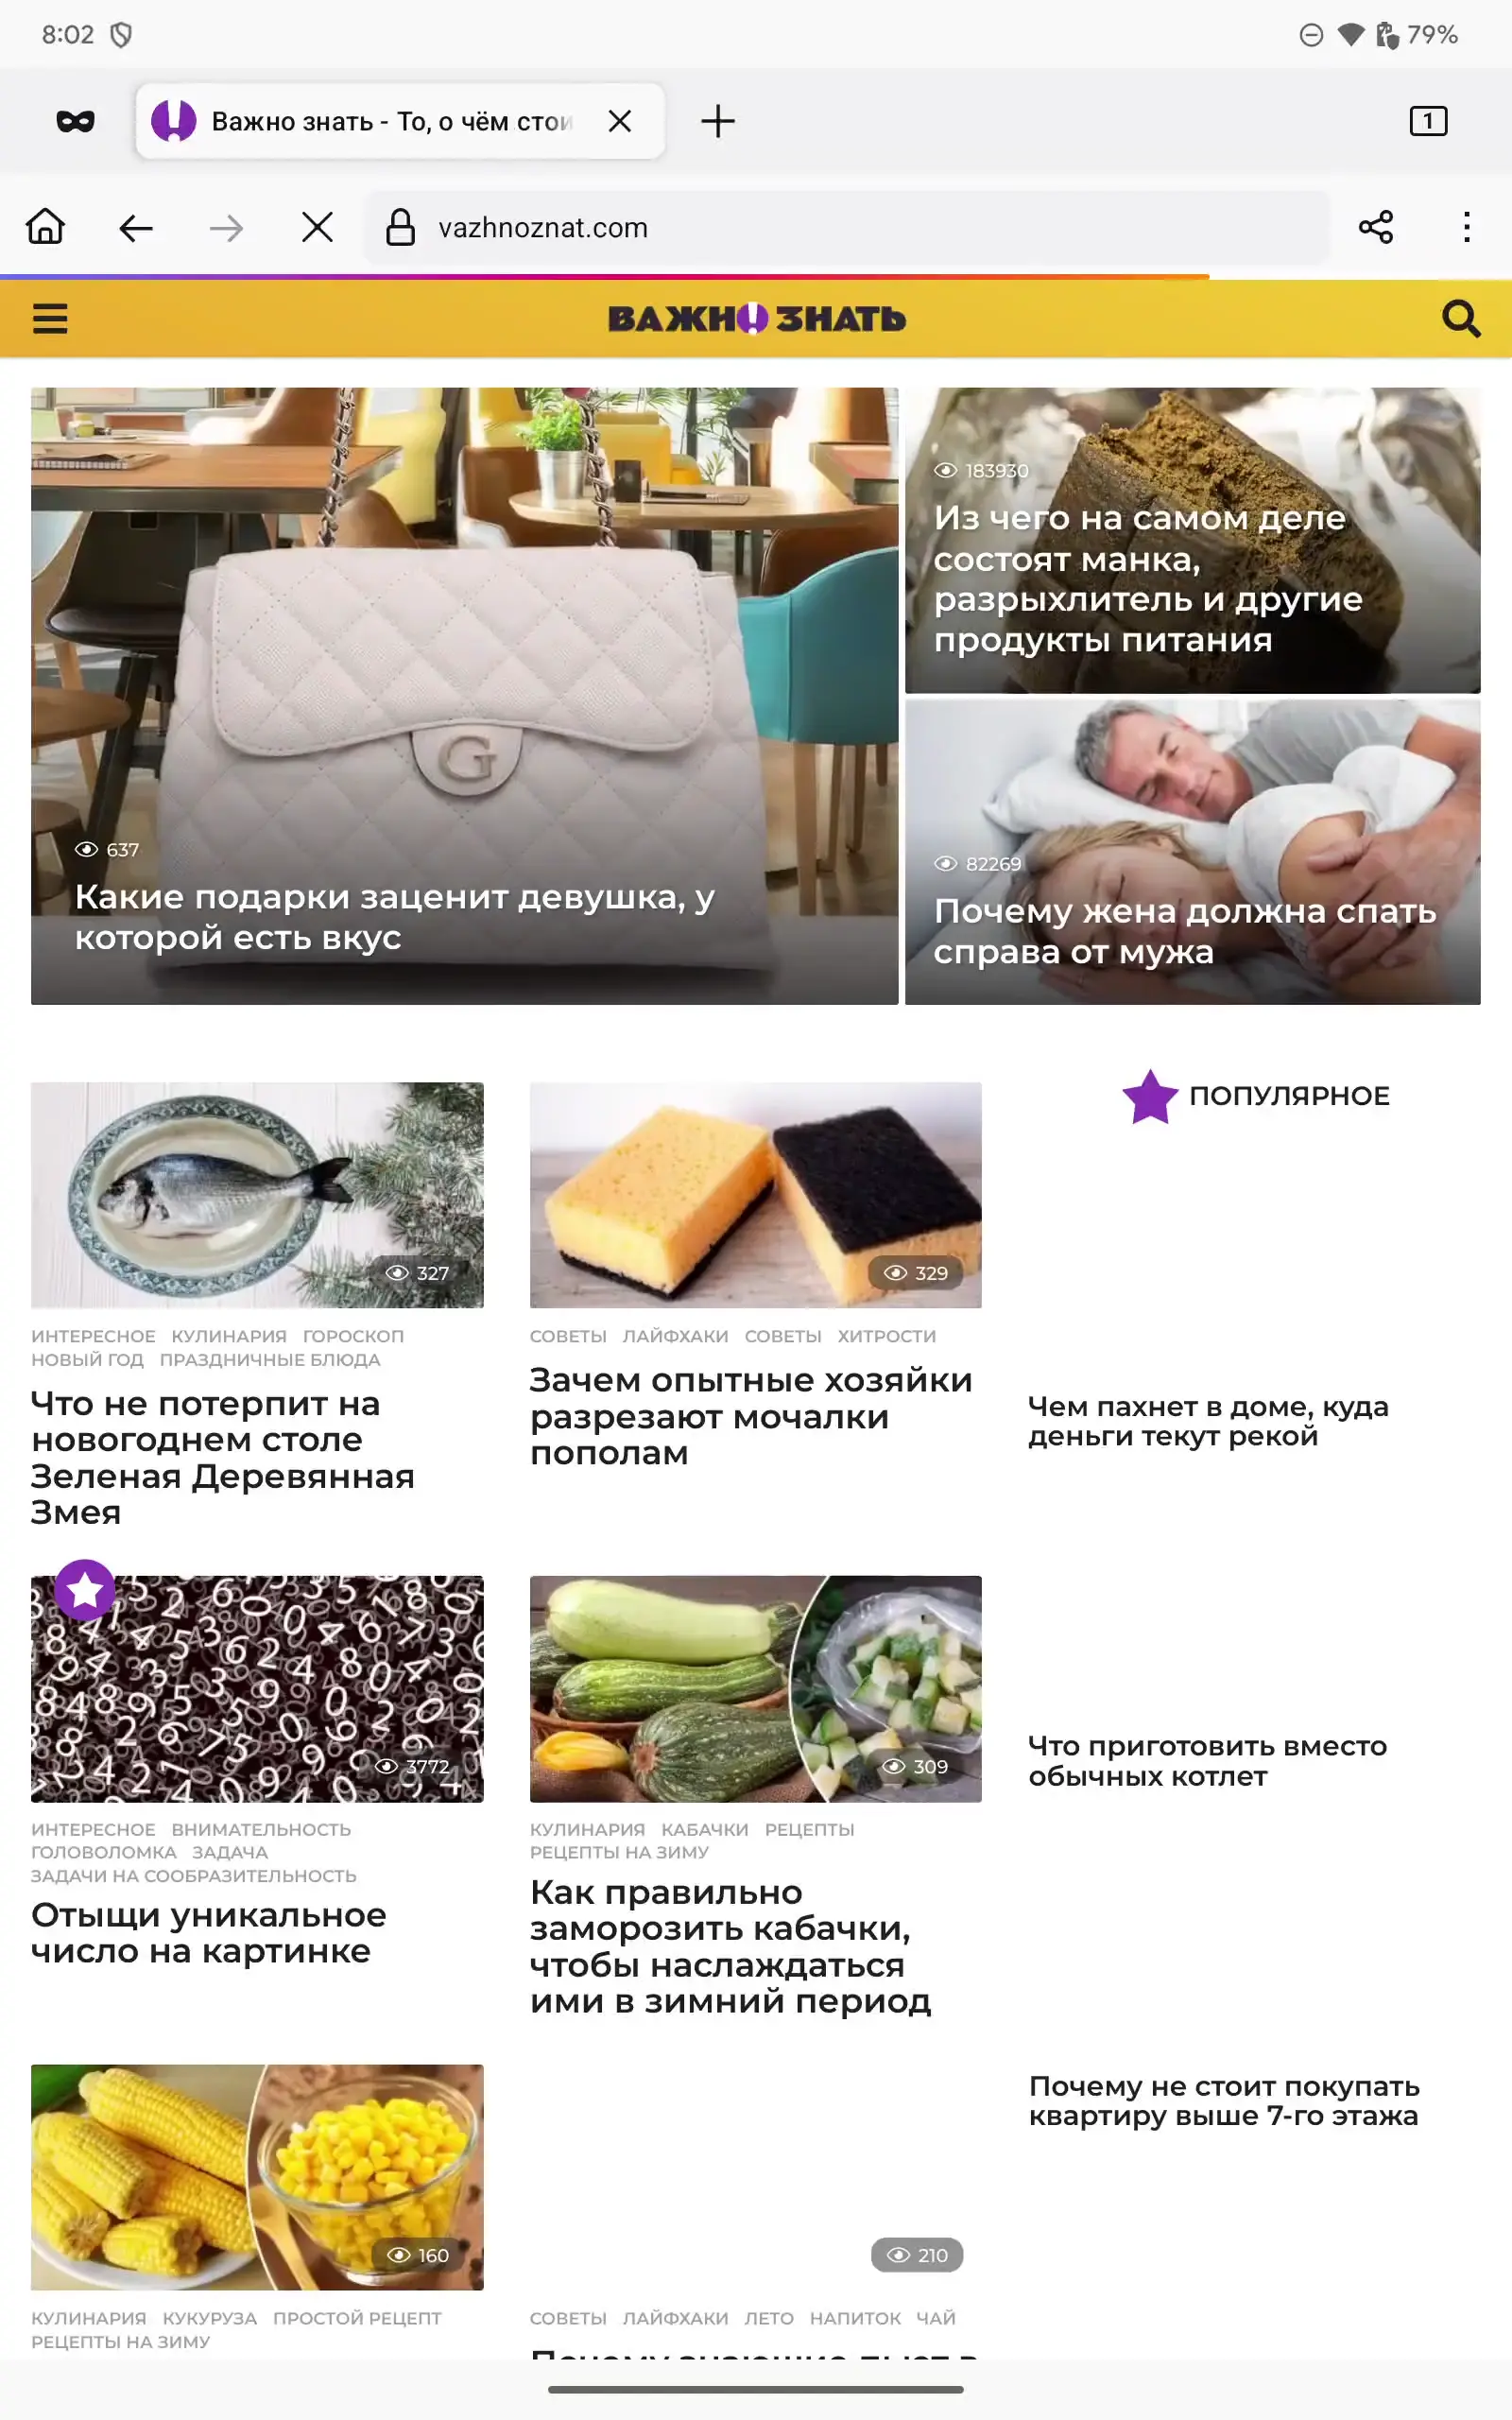 8:02
79%
Важно знать - То, о чём стои
1
vazhnoznat.com
ВАЖНО ЗНАТЬ
637
Какие подарки заценит девушка, у
которой есть вкус
183930
Из чего на самом деле
состоят манка,
разрыхлитель и другие
продукты питания
82269
Почему жена должна спать
справа от мужа
327
ИНТЕРЕСНОЕ КУЛИНАРИЯ ГОРОСКОП
НОВЫЙ ГОД ПРАЗДНИЧНЫЕ БЛЮДА
Что не потерпит на
новогоднем столе
Зеленая Деревянная
Змея
329
СОВЕТЫ ЛАЙФХАКИ СОВЕТЫ ХИТРОСТИ
Зачем опытные хозяйки
разрезают мочалки
пополам
3772
ИНТЕРЕСНОЕ ВНИМАТЕЛЬНОСТЬ
ГОЛОВОЛОМКА ЗАДАЧА
ЗАДАЧИ НА СООБРАЗИТЕЛЬНОСТЬ
Отыщи уникальное
число на картинке
309
КУЛИНАРИЯ КАБАЧКИ РЕЦЕПТЫ
РЕЦЕПТЫ НА ЗИМУ
Как правильно
заморозить кабачки,
чтобы наслаждаться
ими в зимний период
160
КУЛИНАРИЯ КУКУРУЗА ПРОСТОЙ РЕЦЕПТ
РЕЦЕПТЫ НА ЗИМУ
210
СОВЕТЫ ЛАЙФХАКИ ЛЕТО НАПИТОК ЧАЙ
Почему знающие пьют в
ПОПУЛЯРНОЕ
Чем пахнет в доме, куда
деньги текут рекой
Что приготовить вместо
обычных котлет
Почему не стоит покупать
квартиру выше 7-го этажа